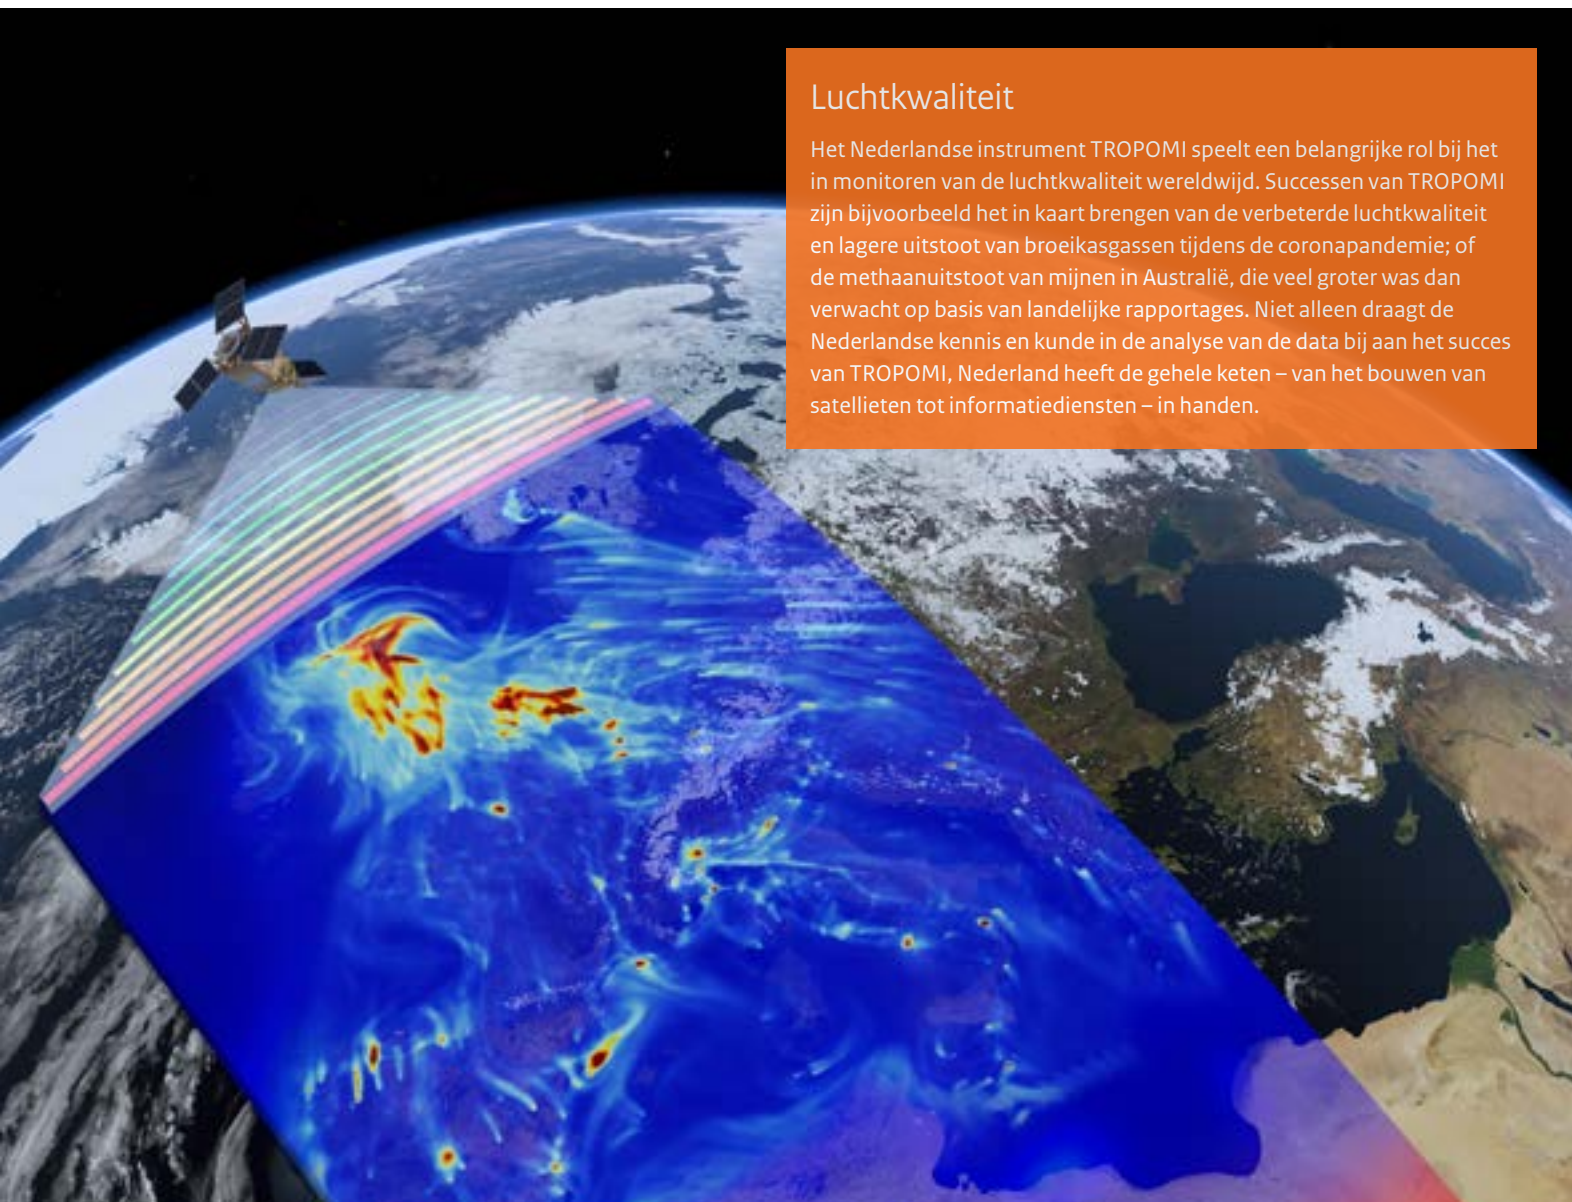 Luchtkwaliteit
Het Nederlandse instrument TROPOMI speelt een belangrijke rol bij het
in monitoren van de luchtkwaliteit wereldwijd. Successen van TROPOMI
zijn bijvoorbeeld het in kaart brengen van de verbeterde luchtkwaliteit
en lagere uitstoot van broeikasgassen tijdens de coronapandemie; of
de methaanuitstoot van mijnen in Australië, die veel groter was dan
verwacht op basis van landelijke rapportages. Niet alleen draagt de
Nederlandse kennis en kunde in de analyse van de data bij aan het succes
van TROPOMI, Nederland heeft de gehele keten – van het bouwen van
satellieten tot informatiediensten – in handen.